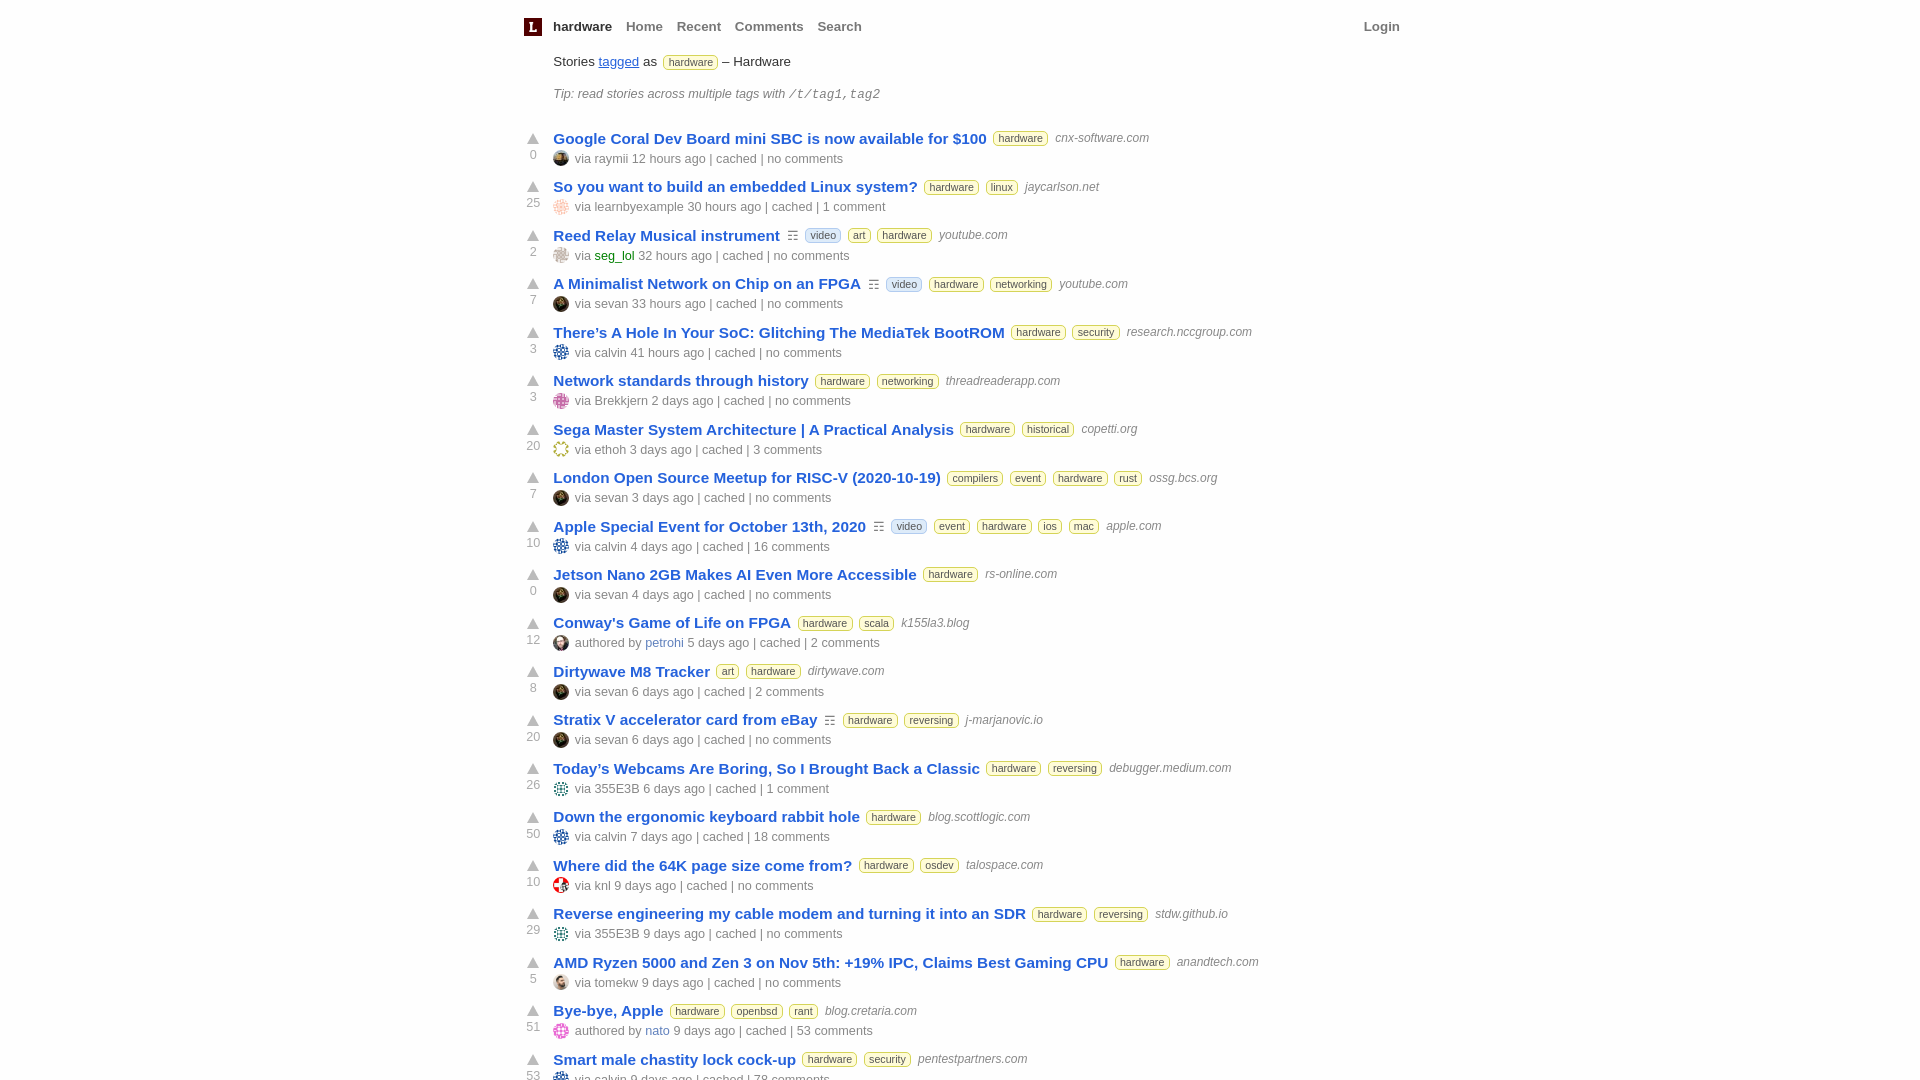 L hardware Home Recent Comments Search Login
Stories tagged as hardware – Hardware
Tip: read stories across multiple tags with /t/tag1,tag2
Google Coral Dev Board mini SBC is now available for $100 hardware cnx-software.com
0 via raymii 12 hours ago | cached | no comments
So you want to build an embedded Linux system? hardware linux jaycarlson.net
25 via learnbyexample 30 hours ago | cached | 1 comment
Reed Relay Musical instrument ☶ video art hardware youtube.com
2 via seg_lol 32 hours ago | cached | no comments
A Minimalist Network on Chip on an FPGA ☶ video hardware networking youtube.com
7 via sevan 33 hours ago | cached | no comments
There’s A Hole In Your SoC: Glitching The MediaTek BootROM hardware security research.nccgroup.com
3 via calvin 41 hours ago | cached | no comments
Network standards through history hardware networking threadreaderapp.com
3 via Brekkjern 2 days ago | cached | no comments
Sega Master System Architecture | A Practical Analysis hardware historical copetti.org
20 via ethoh 3 days ago | cached | 3 comments
London Open Source Meetup for RISC-V (2020-10-19) compilers event hardware rust ossg.bcs.org
7 via sevan 3 days ago | cached | no comments
Apple Special Event for October 13th, 2020 ☶ video event hardware ios mac apple.com
10 via calvin 4 days ago | cached | 16 comments
Jetson Nano 2GB Makes AI Even More Accessible hardware rs-online.com
0 via sevan 4 days ago | cached | no comments
Conway's Game of Life on FPGA hardware scala k155la3.blog
12 authored by petrohi 5 days ago | cached | 2 comments
Dirtywave M8 Tracker art hardware dirtywave.com
8 via sevan 6 days ago | cached | 2 comments
Stratix V accelerator card from eBay ☶ hardware reversing j-marjanovic.io
20 via sevan 6 days ago | cached | no comments
Today’s Webcams Are Boring, So I Brought Back a Classic hardware reversing debugger.medium.com
26 via 355E3B 6 days ago | cached | 1 comment
Down the ergonomic keyboard rabbit hole hardware blog.scottlogic.com
50 via calvin 7 days ago | cached | 18 comments
Where did the 64K page size come from? hardware osdev talospace.com
10 via knl 9 days ago | cached | no comments
Reverse engineering my cable modem and turning it into an SDR hardware reversing stdw.github.io
29 via 355E3B 9 days ago | cached | no comments
AMD Ryzen 5000 and Zen 3 on Nov 5th: +19% IPC, Claims Best Gaming CPU hardware anandtech.com
5 via tomekw 9 days ago | cached | no comments
Bye-bye, Apple hardware openbsd rant blog.cretaria.com
51 authored by nato 9 days ago | cached | 53 comments
Smart male chastity lock cock-up hardware security pentestpartners.com
53 via calvin 9 days ago | cached | 78 comments